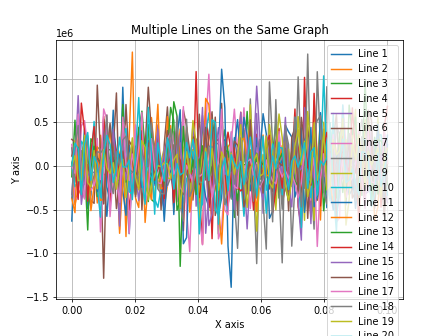 Multiple Lines on the Same Graph
1e6
1.0
0.5
0.0
−0.5
−1.0
−1.5
Y axis
0.00
0.02
0.04
0.06
X axis
Line 1
Line 2
Line 3
Line 4
Line 5
Line 6
Line 7
Line 8
Line 9
Line 10
Line 11
Line 12
Line 13
Line 14
Line 15
Line 16
Line 17
Line 18
Line 19
Line 20